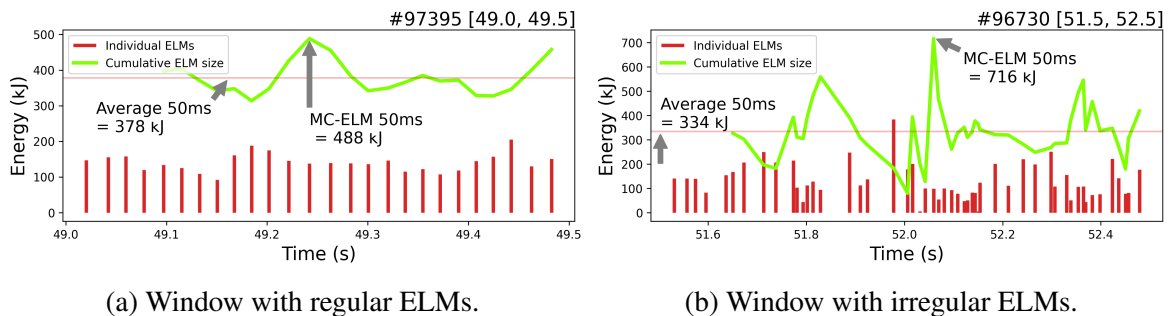 #97395 [49.0, 49.5]
Energy (kJ)
500
400
300
200
100
0
Individual ELMs
Cumulative ELM size
Average 50ms
= 378 kJ
MC-ELM 50ms
= 488 kJ
49.0 49.1 49.2 49.3 49.4 49.5
Time (s)
(a) Window with regular ELMs.
#96730 [51.5, 52.5]
Energy (kJ)
700
600
500
400
300
200
100
0
Individual ELMs
Cumulative ELM size
MC-ELM 50ms
= 716 kJ
Average 50ms
= 334 kJ
51.6 51.8 52.0 52.2 52.4
Time (s)
(b) Window with irregular ELMs.